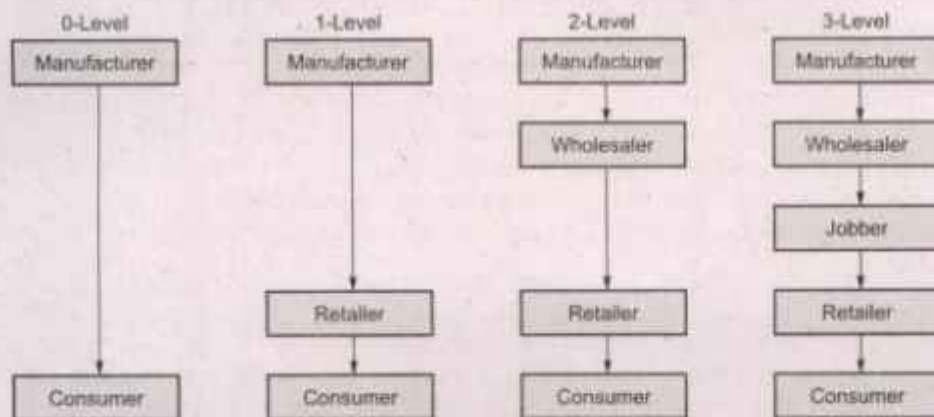 0-Level 1-Level 2-Level 3-Level
Manufacturer Manufacturer Manufacturer Manufacturer
Wholesaler Wholesaler
Jobber
Retailer Retailer Retailer
Consumer Consumer Consumer Consumer